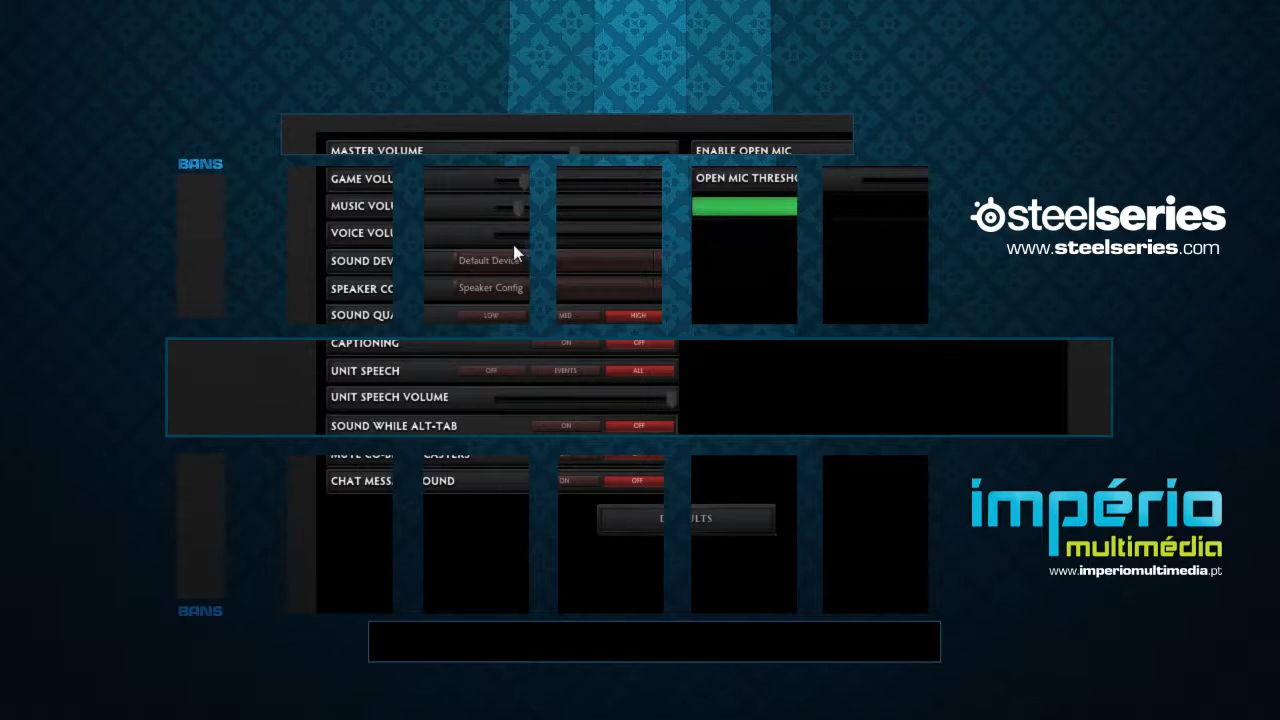 MASTER VOLUME
ENABLE OPEN MIC
BANS
GAME VOLU
OPEN MIC THRESHO
MUSIC VOLU
VOICE VOLU
SOUND DEV
Default Device
SPEAKER CO
Speaker Config
SOUND QUA
LOW
MED
HIGH
steelseries
www.steelseries.com
CAPTIONING
ON
OFF
UNIT SPEECH
OFF
EVENTS
ALL
UNIT SPEECH VOLUME
SOUND WHILE ALT-TAB
ON
OFF
CASTERS
CHAT MESS
OUND
ON
OFF
D
ULTS
império
multimédia
www.imperiomultimedia.pt
BANS